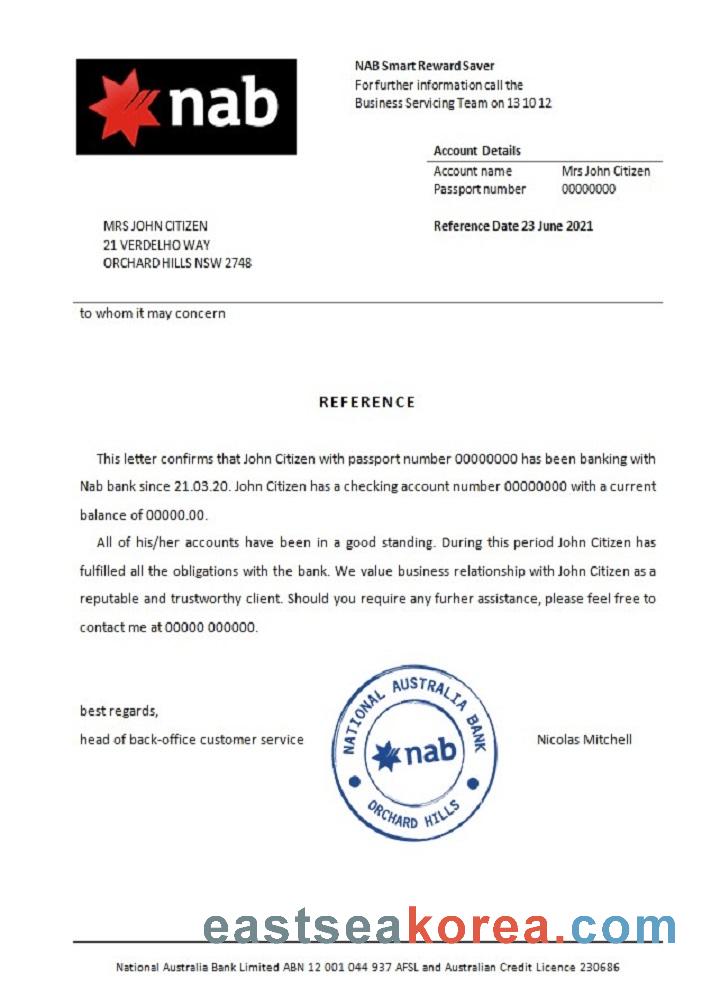 nab
NAB Smart Reward Saver
For further information call the
Business Servicing Team on 13 10 12
Account Details
Account name Mrs John Citizen
Passport number 00000000
MRS JOHN CITIZEN
21 VERDELHO WAY
ORCHARD HILLS NSW 2748
Reference Date 23 June 2021
to whom it may concern
REFERENCE
This letter confirms that John Citizen with passport number 00000000 has been banking with
Nab bank since 21.03.20. John Citizen has a checking account number 00000000 with a current
balance of 00000.00.
All of his/her accounts have been in a good standing. During this period John Citizen has
fulfilled all the obligations with the bank. We value business relationship with John Citizen as a
reputable and trustworthy client. Should you require any furher assistance, please feel free to
contact me at 00000 000000.
best regards,
head of back-office customer service
NATIONAL AUSTRALIA BANK
nab
ORCHARD HILLS
Nicolas Mitchell
eastseakorea.com
National Australia Bank Limited ABN 12 001 044 937 AFSL and Australian Credit Licence 230686